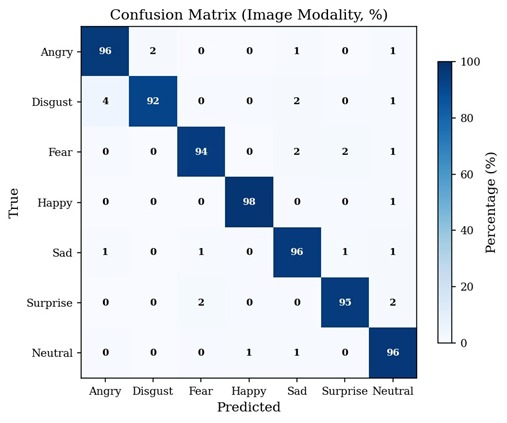 Confusion Matrix (Image Modality, %)
Angry 96 2 0 0 1 0 1
Disgust 4 92 0 0 2 0 1
Fear 0 0 94 0 2 2 1
Happy 0 0 0 98 0 0 1
Sad 1 0 1 0 96 1 1
Surprise 0 0 2 0 0 95 2
Neutral 0 0 0 1 1 0 96
Angry Disgust Fear Happy Sad Surprise Neutral
Predicted
True
100
80
60
40
20
0
Percentage (%)